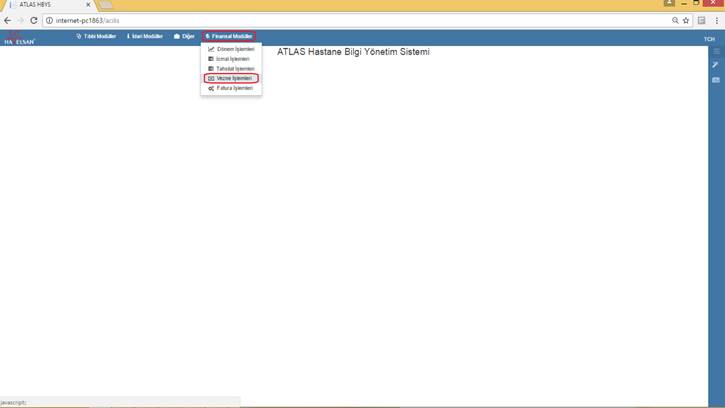 ATLAS HBYS
internet-pc1863/acilis
HAVELSAN
Tıbbi Modüller
İdari Modüller
Diğer
Finansal Modüller
TCH
Dönem İşlemleri
İcmal İşlemleri
Tahsilat İşlemleri
Vezne İşlemleri
Fatura İşlemleri
ATLAS Hastane Bilgi Yönetim Sistemi
javascript:;